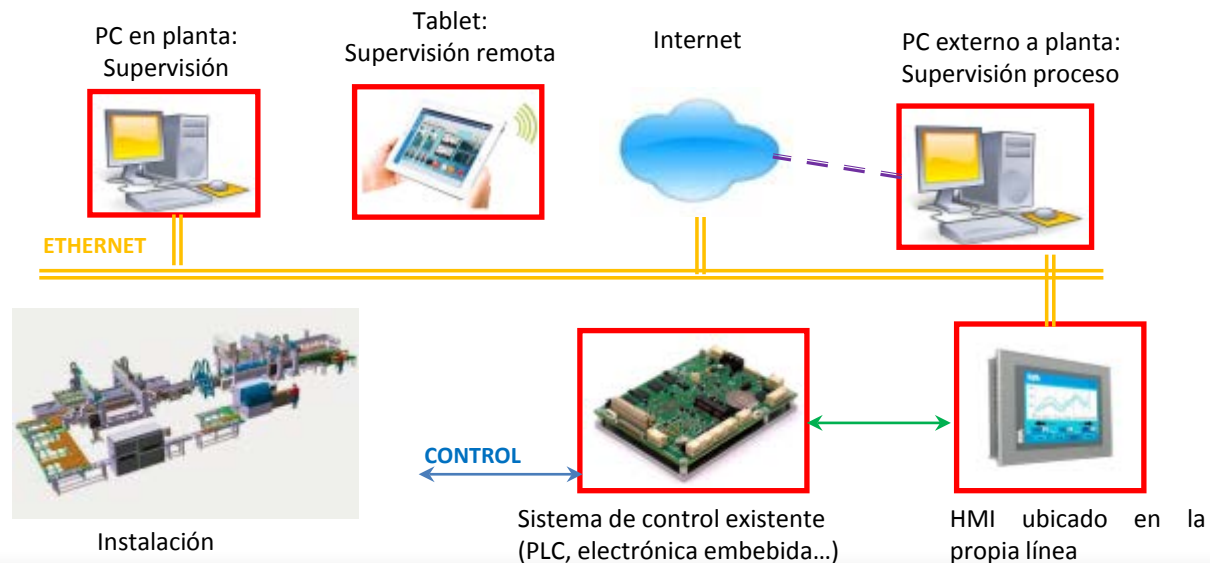 PC en planta:
Supervisión
Tablet:
Supervisión remota
Internet
PC externo a planta:
Supervisión proceso
ETHERNET
CONTROL
Instalación
Sistema de control existente
(PLC, electrónica embebida…)
HMI ubicado en la
propia línea